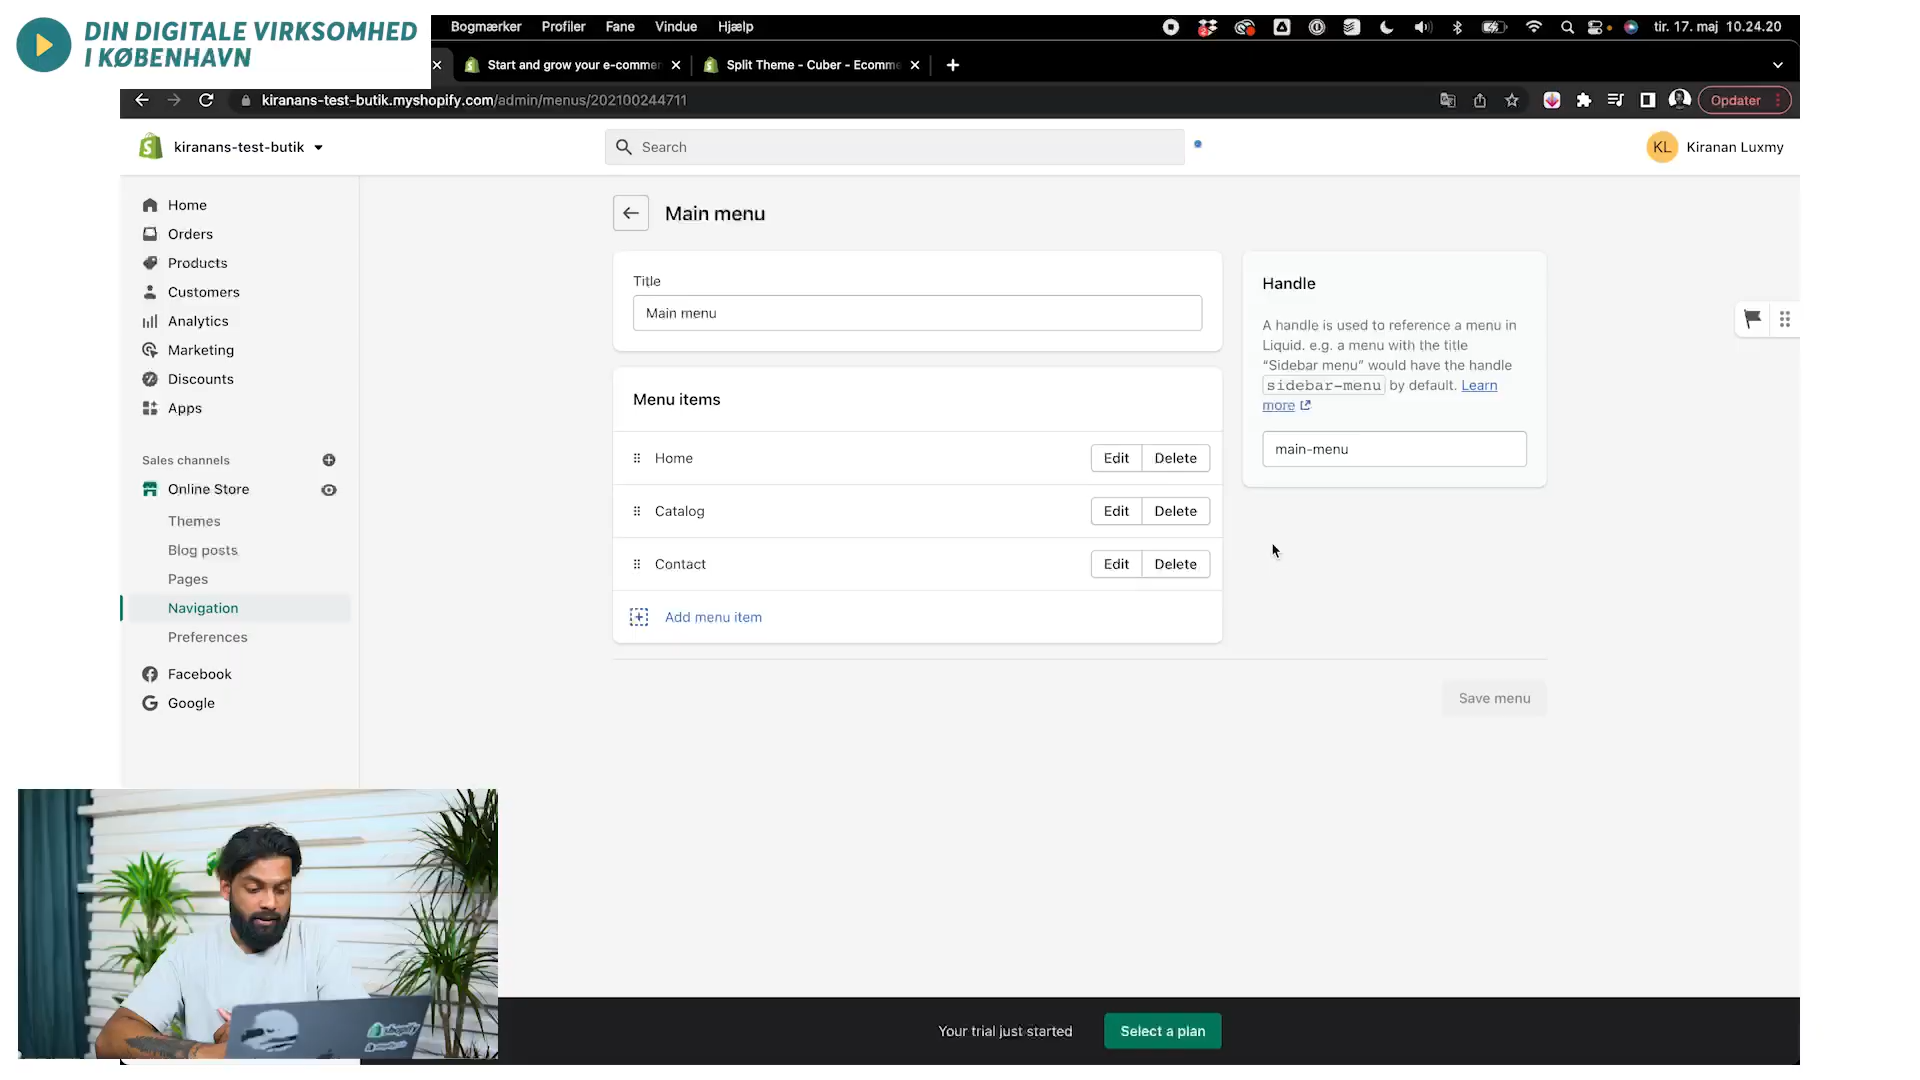 DIN DIGITALE VIRKSOMHED
I KØBENHAVN
Bogmærker Profiler Fane Vindue Hjælp
tir. 17. maj 10.24.20
Start and grow your e-commer
Split Theme - Cuber - Ecomme
kiranans-test-butik.myshopify.com/admin/menus/202100244711
Opdater
kiranans-test-butik
Search
KL Kiranan Luxmy
Home
Orders
Products
Customers
Analytics
Marketing
Discounts
Apps
Sales channels
Online Store
Themes
Blog posts
Pages
Navigation
Preferences
Facebook
Google
Main menu
Title
Main menu
Menu items
Home Edit Delete
Catalog Edit Delete
Contact Edit Delete
Add menu item
Handle
A handle is used to reference a menu in
Liquid. e.g. a menu with the title
“Sidebar menu” would have the handle
sidebar-menu by default. Learn
more
main-menu
Save menu
Your trial just started
Select a plan
shopify